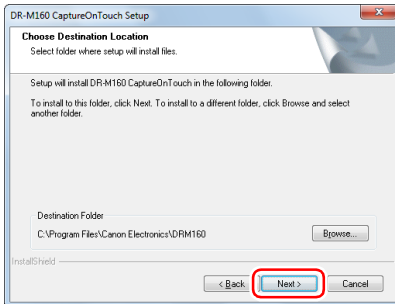 DR-M160 CaptureOnTouch Setup
Choose Destination Location
Select folder where setup will install files.
Setup will install DR-M160 CaptureOnTouch in the following folder.
To install to this folder, click Next. To install to a different folder, click Browse and select
another folder.
Destination Folder
C:\Program Files\Canon Electronics\DRM160
Browse...
InstallShield
< Back
Next >
Cancel